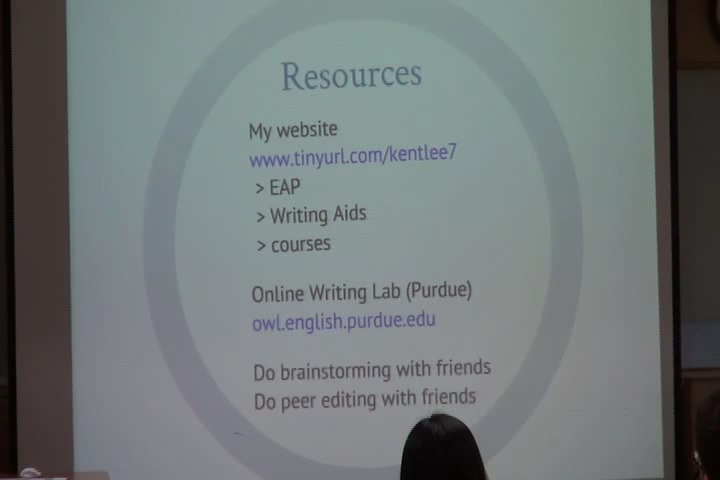 Resources
My website
www.tinyurl.com/kentlee7
> EAP
> Writing Aids
> courses
Online Writing Lab (Purdue)
owl.english.purdue.edu
Do brainstorming with friends
Do peer editing with friends